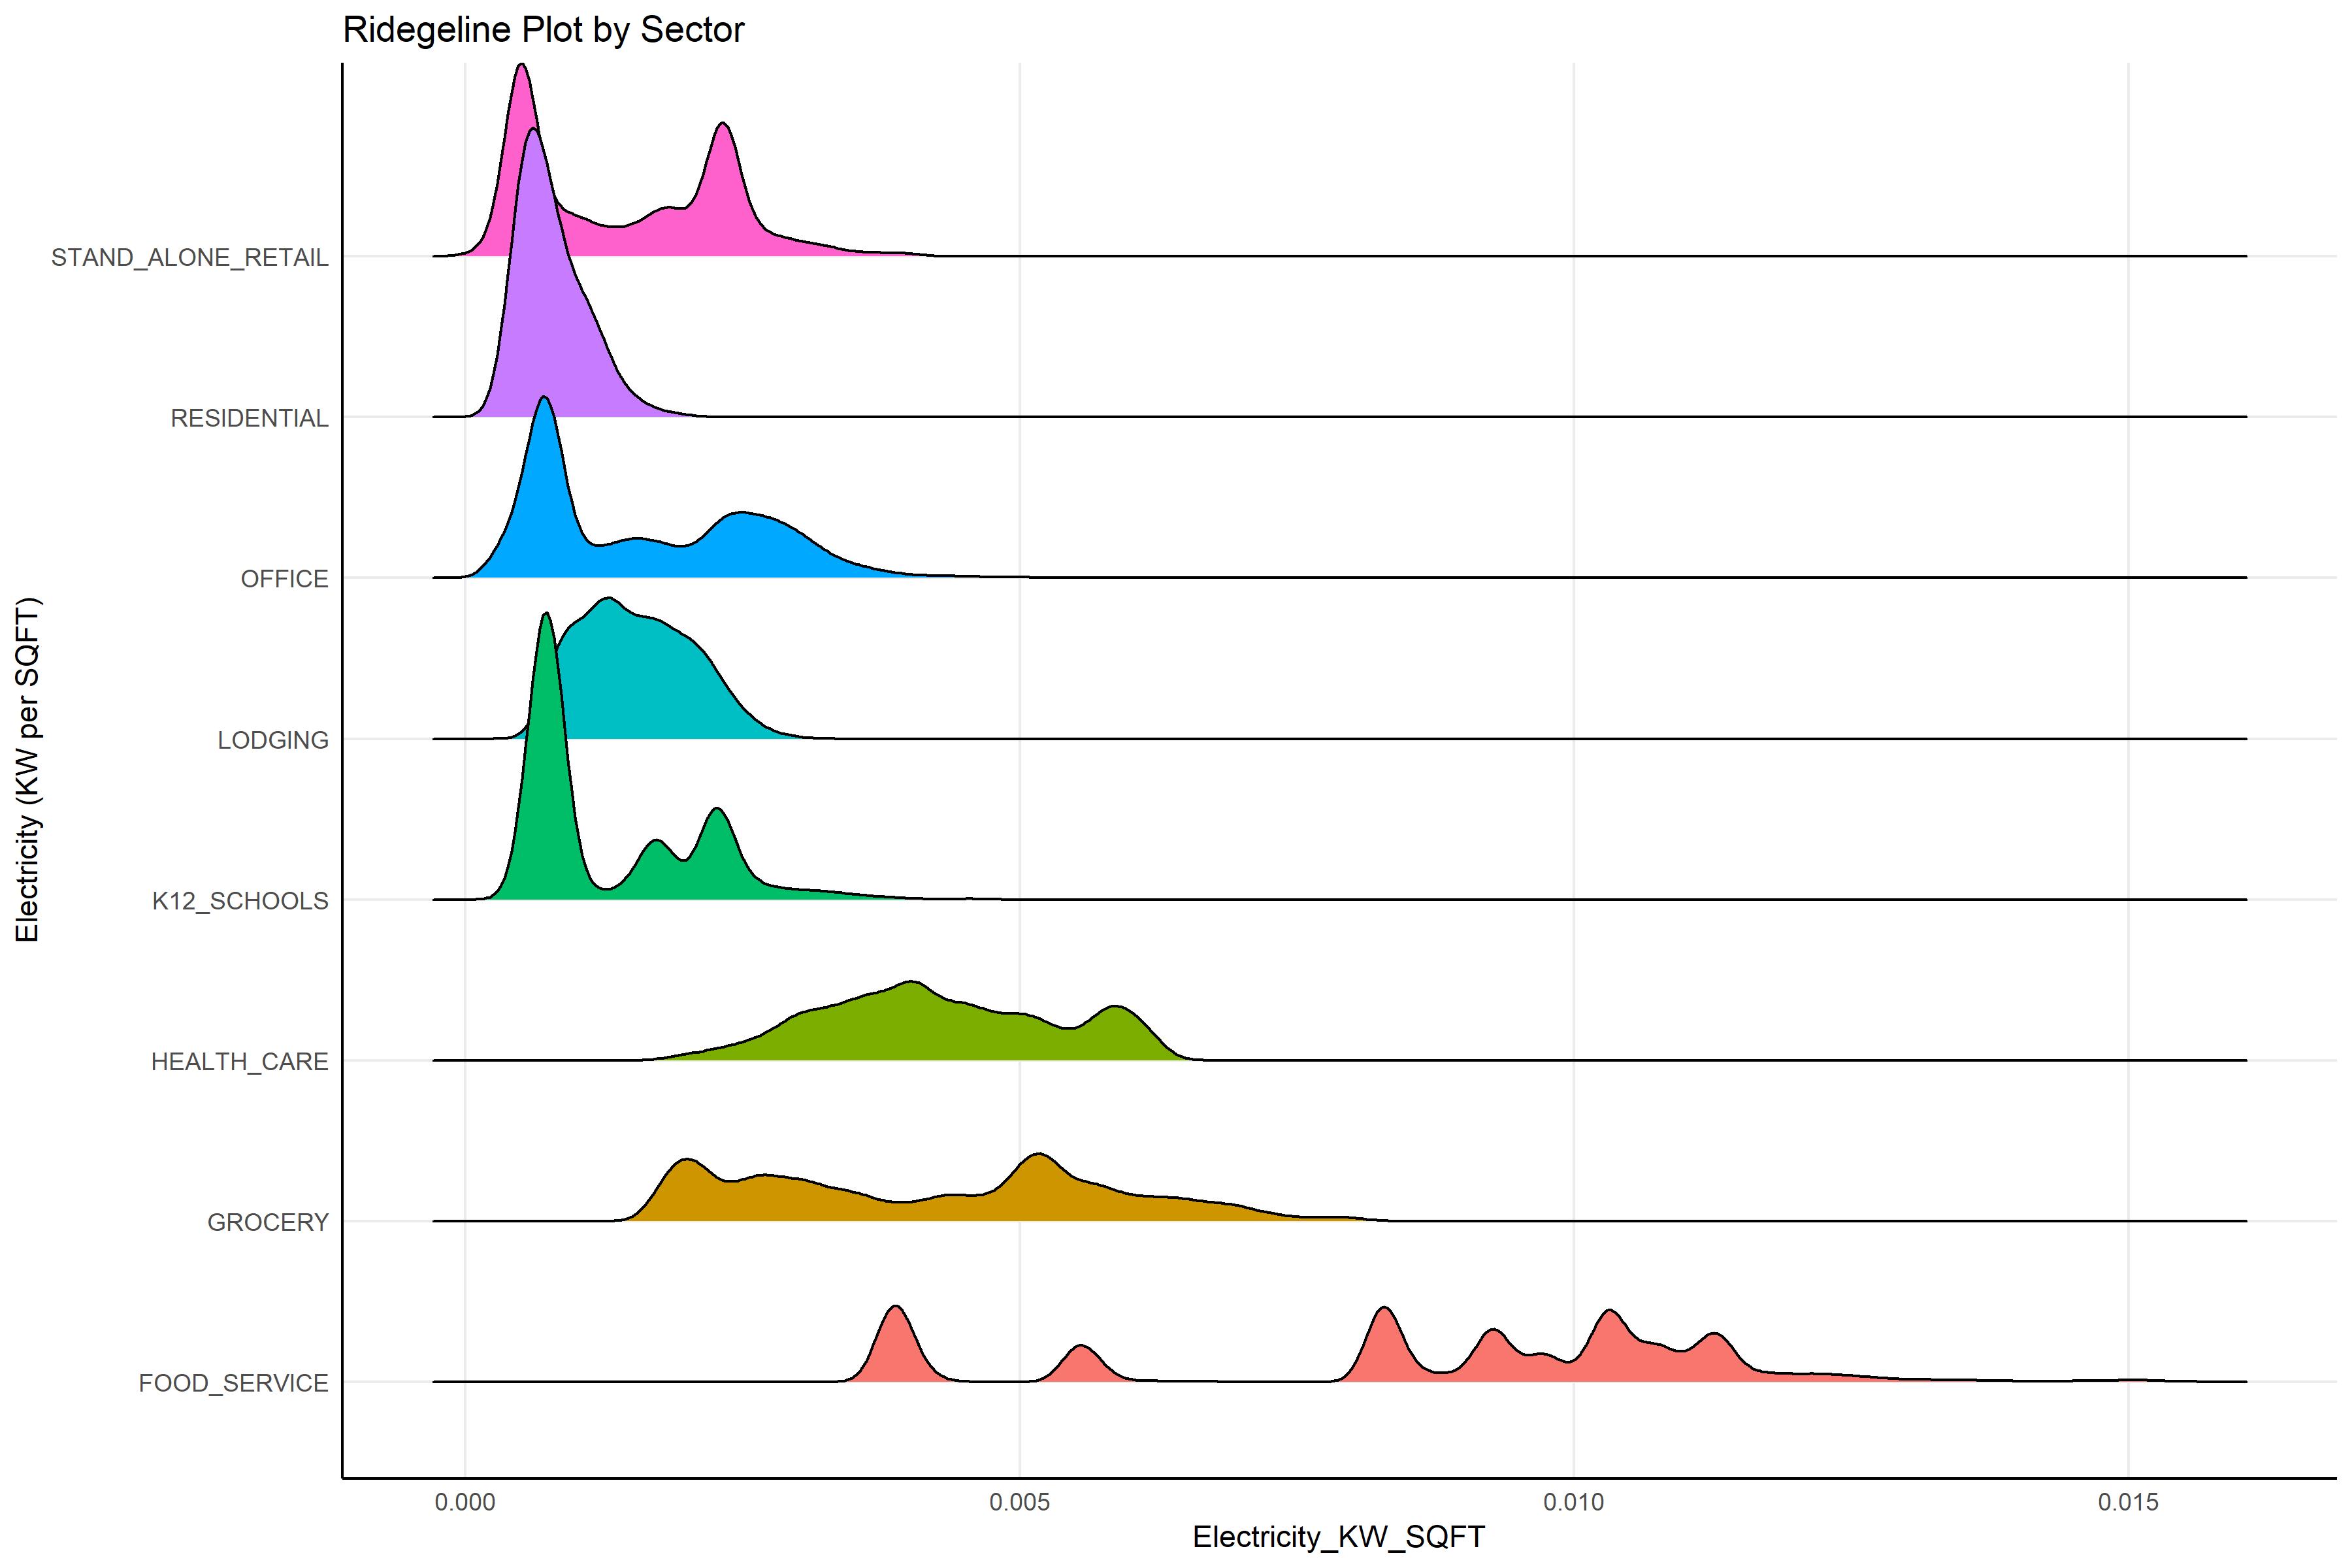 Ridegeline Plot by Sector
STAND_ALONE_RETAIL
RESIDENTIAL
OFFICE
LODGING
K12_SCHOOLS
HEALTH_CARE
GROCERY
FOOD_SERVICE
Electricity (KW per SQFT)
0.000 0.005 0.010 0.015
Electricity_KW_SQFT